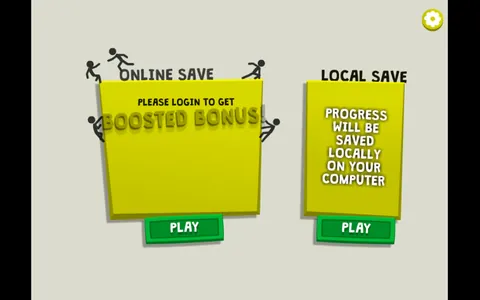 ONLINE SAVE
PLEASE LOGIN TO GET
BOOSTED BONUS!
PLAY
LOCAL SAVE
PROGRESS
WILL BE
SAVED
LOCALLY
ON YOUR
COMPUTER
PLAY